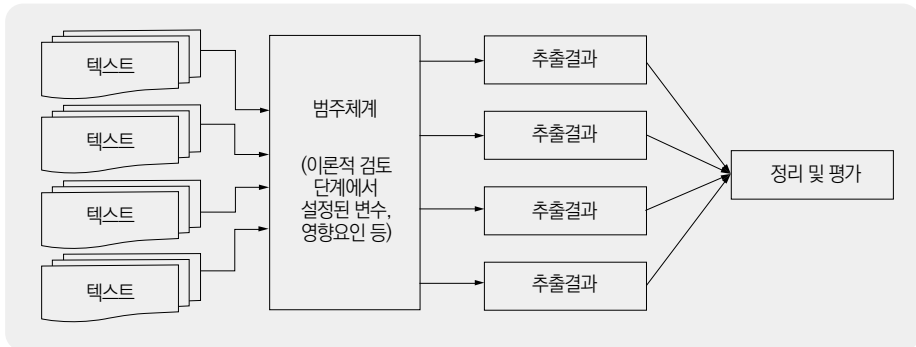 텍스트
텍스트
텍스트
텍스트
범주체계
(이론적 검토
단계에서
설정된 변수,
영향요인 등)
추출결과
추출결과
추출결과
추출결과
정리 및 평가